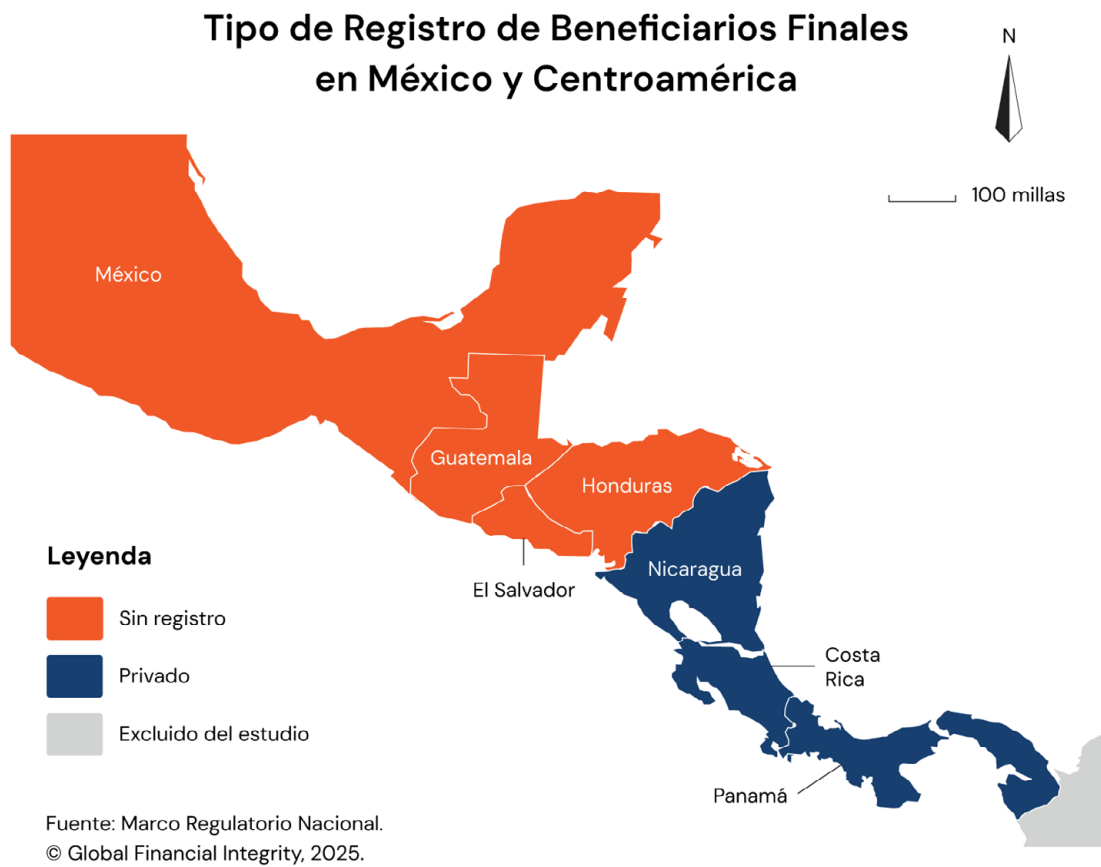 Tipo de Registro de Beneficiarios Finales
en México y Centroamérica
N
100 millas
México
Guatemala
Honduras
El Salvador
Nicaragua
Costa
Rica
Panamá
Leyenda
Sin registro
Privado
Excluido del estudio
Fuente: Marco Regulatorio Nacional.
© Global Financial Integrity, 2025.